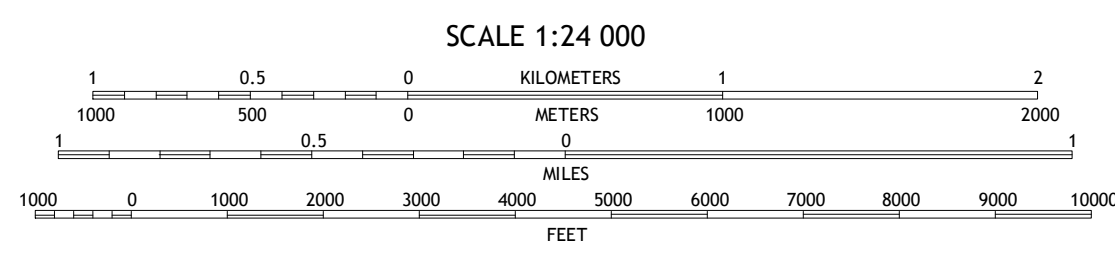 SCALE 1:24 000
1 0.5 0 KILOMETERS 1 2
1000 500 0 METERS 1000 2000
1 0.5 0 1
MILES
1000 0 1000 2000 3000 4000 5000 6000 7000 8000 9000 10000
FEET